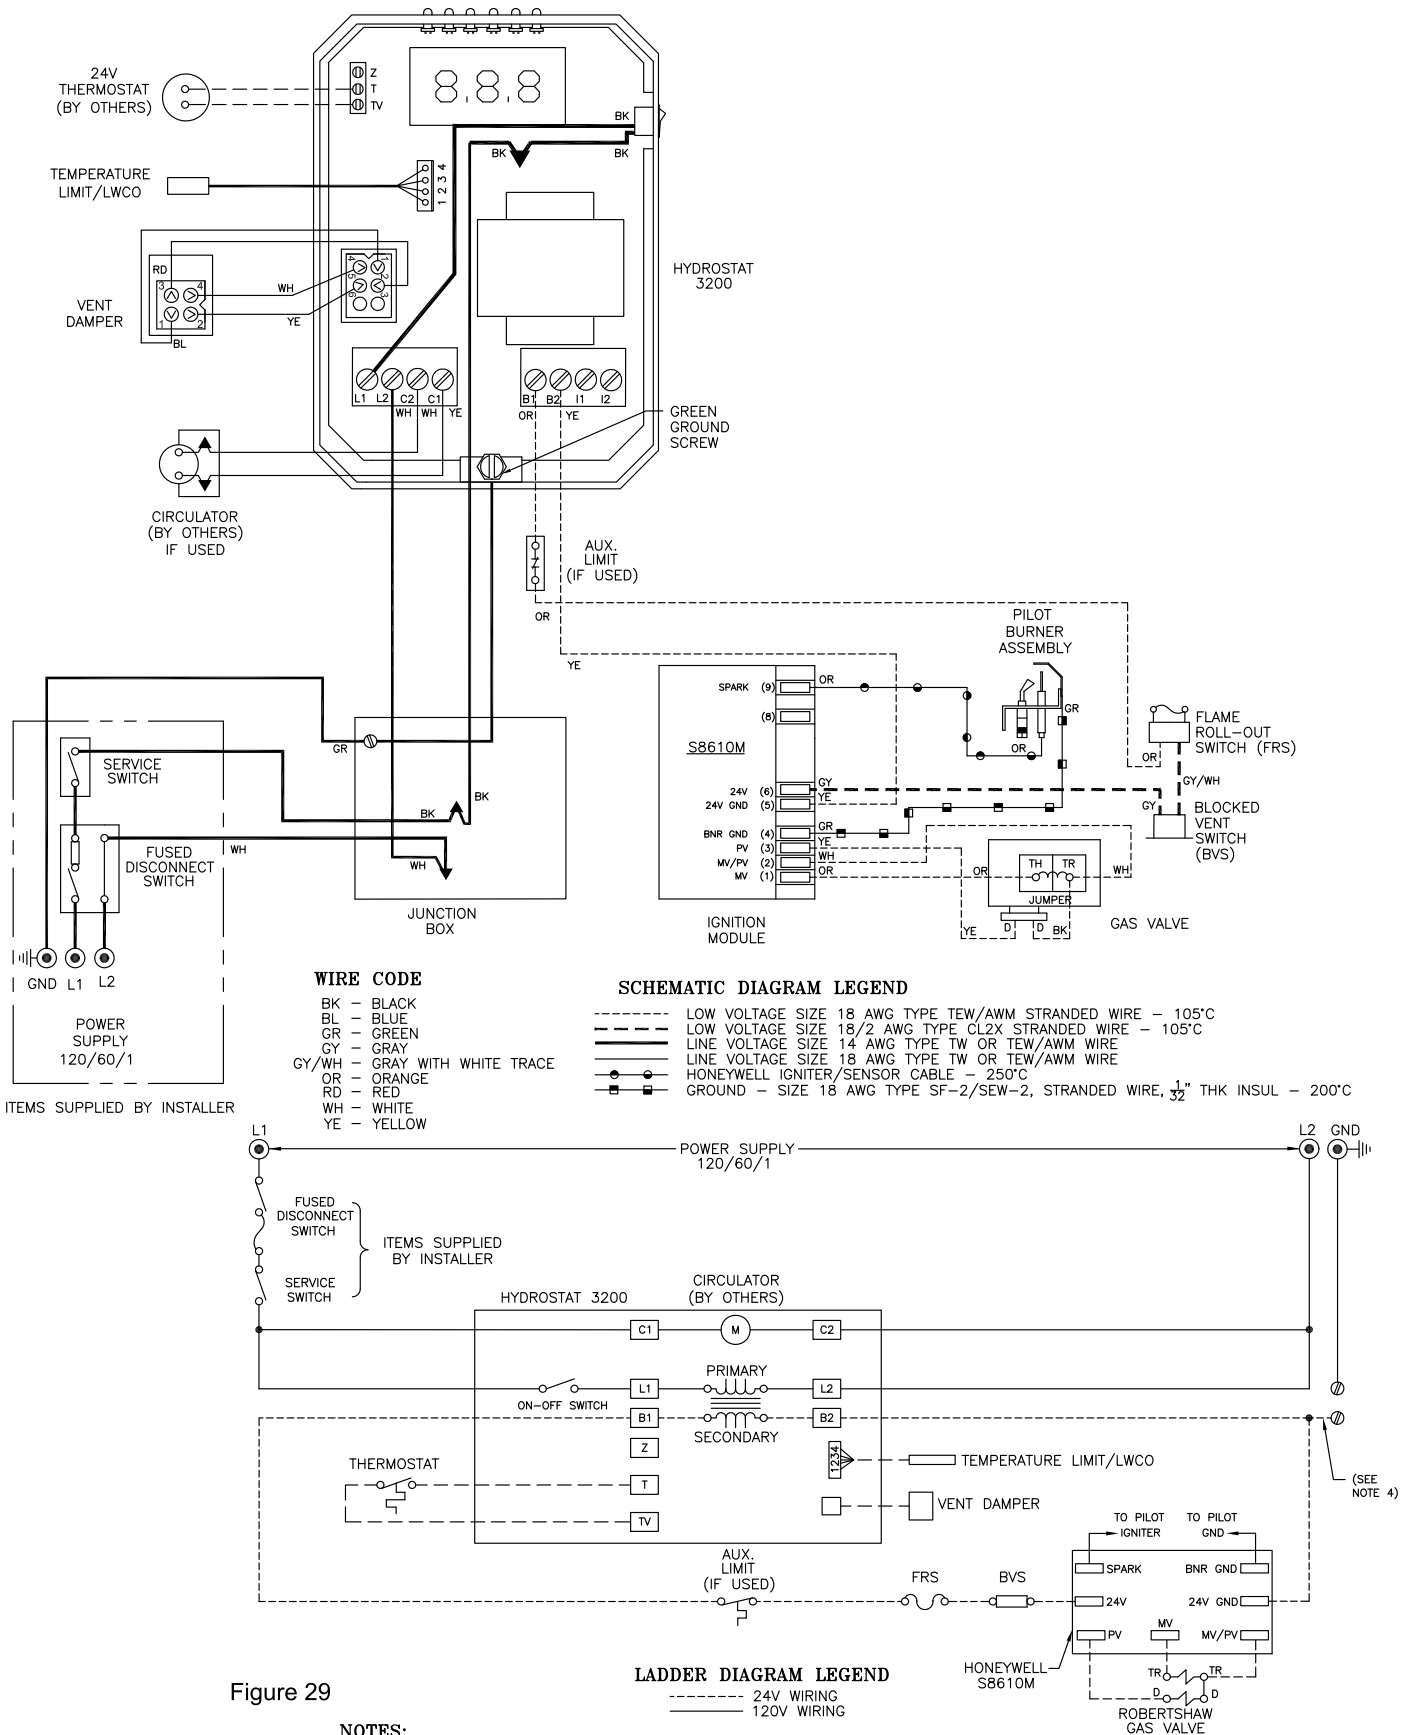 24V
THERMOSTAT
(BY OTHERS)
Z
T
TV
8.8.8
BK
BK
BK
TEMPERATURE
LIMIT/LWCO
1 2 3 4
RD
3
4
1
2
WH
YE
BL
VENT
DAMPER
4
1
5
2
6
3
HYDROSTAT
3200
L1
L2
C2
C1
WH
WH
YE
B1
B2
I1
I2
OR
YE
GREEN
GROUND
SCREW
CIRCULATOR
(BY OTHERS)
IF USED
AUX.
LIMIT
(IF USED)
OR
YE
PILOT
BURNER
ASSEMBLY
SPARK (9)
OR
(8)
S8610M
OR
GR
24V (6)
GY
24V GND (5)
YE
BNR GND (4)
GR
PV (3)
YE
MV/PV (2)
WH
MV (1)
OR
IGNITION
MODULE
FLAME
ROLL-OUT
SWITCH (FRS)
OR
GY/WH
GY
BLOCKED
VENT
SWITCH
(BVS)
OR
TH
TR
WH
JUMPER
YE
D
D
BK
GAS VALVE
SERVICE
SWITCH
FUSED
DISCONNECT
SWITCH
WH
GR
BK
BK
WH
JUNCTION
BOX
GND
L1
L2
POWER
SUPPLY
120/60/1
ITEMS SUPPLIED BY INSTALLER
WIRE CODE
BK – BLACK
BL – BLUE
GR – GREEN
GY – GRAY
GY/WH – GRAY WITH WHITE TRACE
OR – ORANGE
RD – RED
WH – WHITE
YE – YELLOW
SCHEMATIC DIAGRAM LEGEND
LOW VOLTAGE SIZE 18 AWG TYPE TEW/AWM STRANDED WIRE – 105°C
LOW VOLTAGE SIZE 18/2 AWG TYPE CL2X STRANDED WIRE – 105°C
LINE VOLTAGE SIZE 14 AWG TYPE TW OR TEW/AWM WIRE
LINE VOLTAGE SIZE 18 AWG TYPE TW OR TEW/AWM WIRE
HONEYWELL IGNITER/SENSOR CABLE – 250°C
GROUND – SIZE 18 AWG TYPE SF-2/SEW-2, STRANDED WIRE, 1/32" THK INSUL – 200°C
L1
POWER SUPPLY
120/60/1
L2
GND
FUSED
DISCONNECT
SWITCH
SERVICE
SWITCH
ITEMS SUPPLIED
BY INSTALLER
HYDROSTAT 3200
CIRCULATOR
(BY OTHERS)
C1
M
C2
PRIMARY
L1
L2
ON-OFF SWITCH
B1
B2
SECONDARY
Z
THERMOSTAT
T
TV
1234
TEMPERATURE LIMIT/LWCO
VENT DAMPER
(SEE
NOTE 4)
AUX.
LIMIT
(IF USED)
FRS
BVS
TO PILOT
IGNITER
TO PILOT
GND
SPARK
BNR GND
24V
24V GND
PV
MV
MV/PV
HONEYWELL
S8610M
TR
TR
D
D
ROBERTSHAW
GAS VALVE
Figure 29
LADDER DIAGRAM LEGEND
24V WIRING
120V WIRING
NOTES: